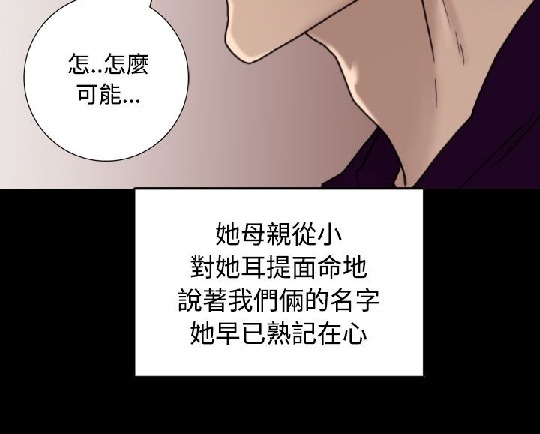 怎..怎麼
可能...
她母親從小
對她耳提面命地
說著我們倆的名字
她早已熟記在心